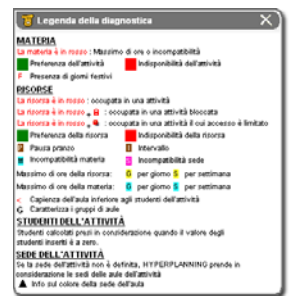 Legenda della diagnostica
MATERIA
La materia è in rosso : Massimo di ore o incompatibilità
Preferenza dell'attività Indisponibilità dell'attività
F Presenza di giorni festivi
RISORSE
La risorsa è in rosso : occupata in una attività
La risorsa è in rosso + : occupata in una attività bloccata
La risorsa è in rosso + : occupata in una attività il cui accesso è limitato
Preferenza della risorsa Indisponibilità della risorsa
P Pausa pranzo I Intervallo
M Incompatibilità materia S Incompatibilità sede
Massimo di ore della risorsa: G per giorno S per settimana
Massimo di ore della materia: G per giorno S per settimana
< Capienza dell'aula inferiore agli studenti dell'attività
G Caratterizza i gruppi di aule
STUDENTI DELL'ATTIVITÀ
Studenti calcolati presi in considerazione quando il valore degli
studenti inseriti è a zero.
SEDE DELL'ATTIVITÀ
Se la sede dell'attività non è definita, HYPERPLANNING prende in
considerazione le sedi delle aule dell'attività
Info sul colore della sede dell'aula